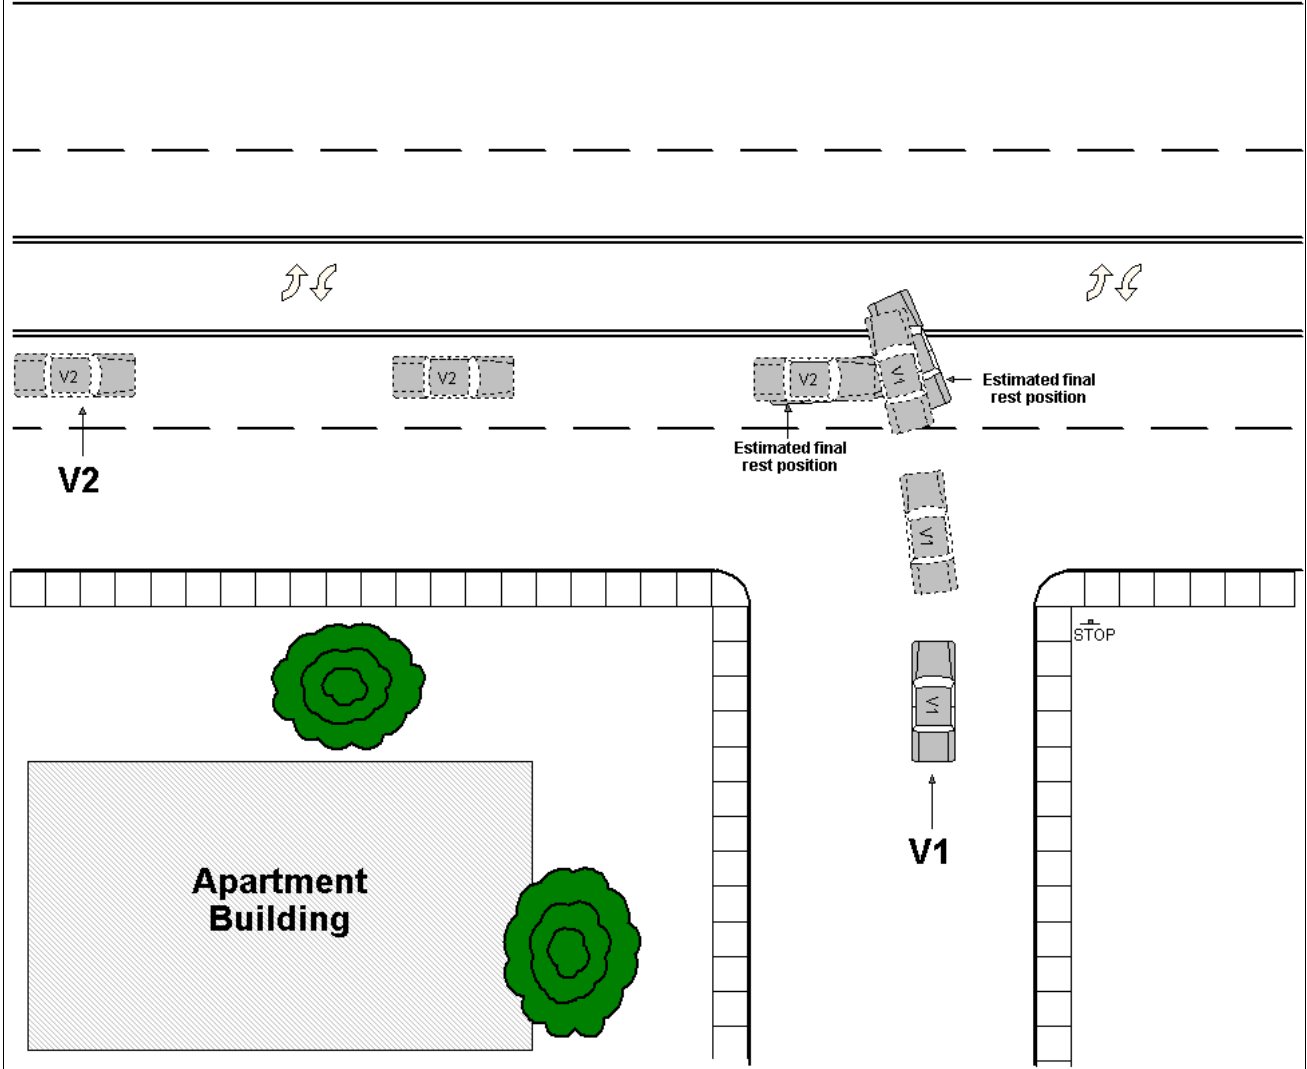 V2
V2
V2
V1
Estimated final
rest position
Estimated final
rest position
V2
V1
STOP
V1
V1
Apartment
Building